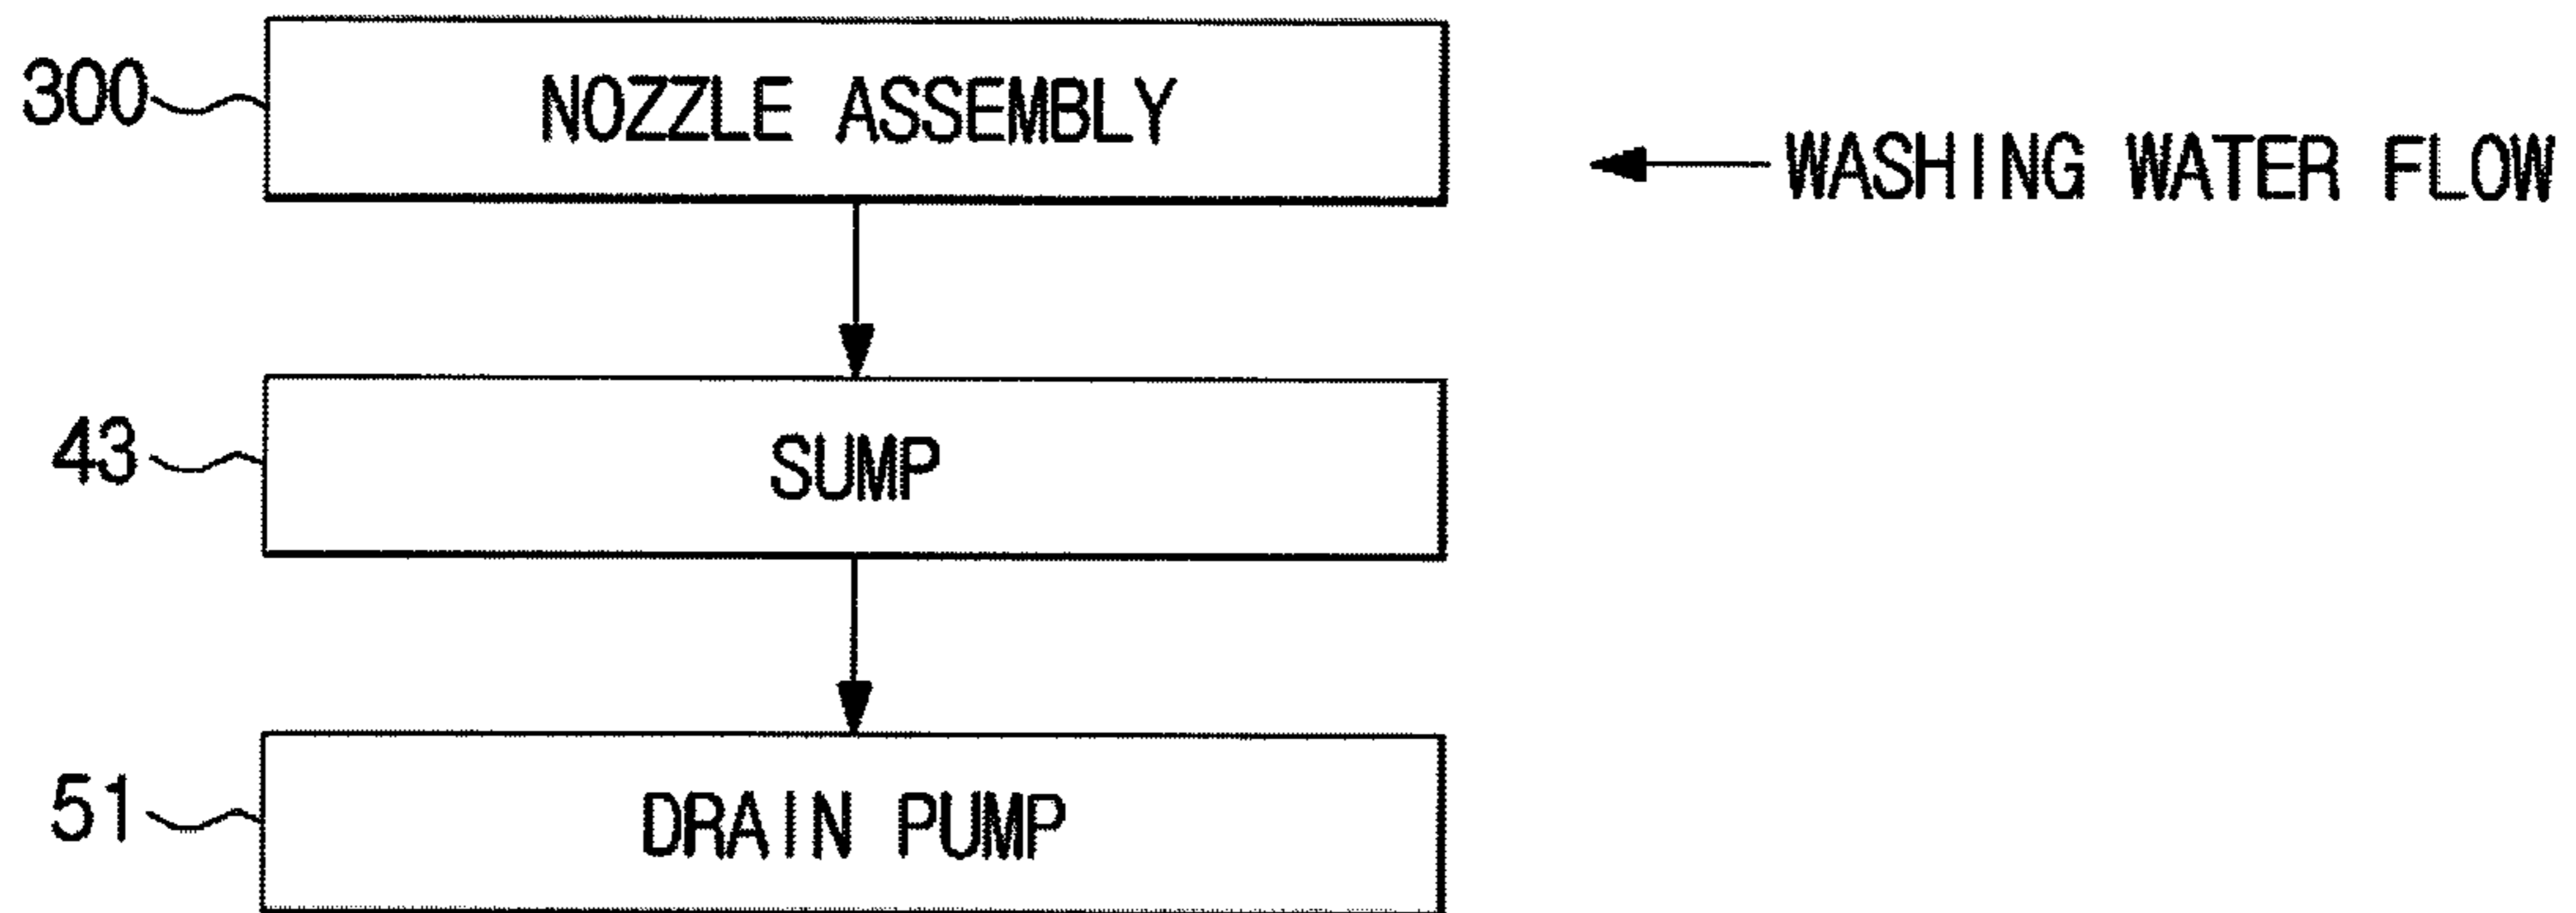 300 NOZZLE ASSEMBLY
WASHING WATER FLOW
43 SUMP
51 DRAIN PUMP